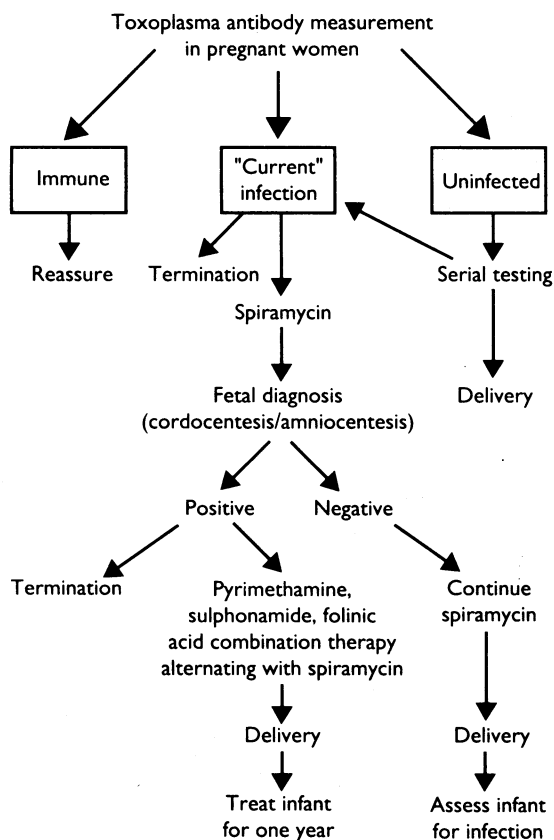 Toxoplasma antibody measurement
in pregnant women
Immune
"Current"
infection
Uninfected
Reassure
Termination
Serial testing
Spiramycin
Fetal diagnosis
(cordocentesis/amniocentesis)
Delivery
Positive
Negative
Termination
Pyrimethamine,
sulphonamide, folinic
acid combination therapy
alternating with spiramycin
Continue
spiramycin
Delivery
Delivery
Treat infant
for one year
Assess infant
for infection